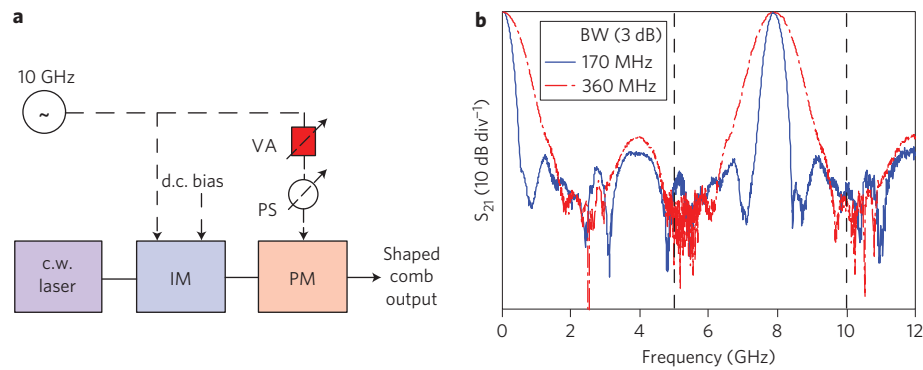 a
10 GHz
~
VA
d.c. bias
PS
c.w.
laser
IM
PM
Shaped
comb
output
b
BW (3 dB)
170 MHz
360 MHz
S21 (10 dB div−1)
0 2 4 6 8 10 12
Frequency (GHz)